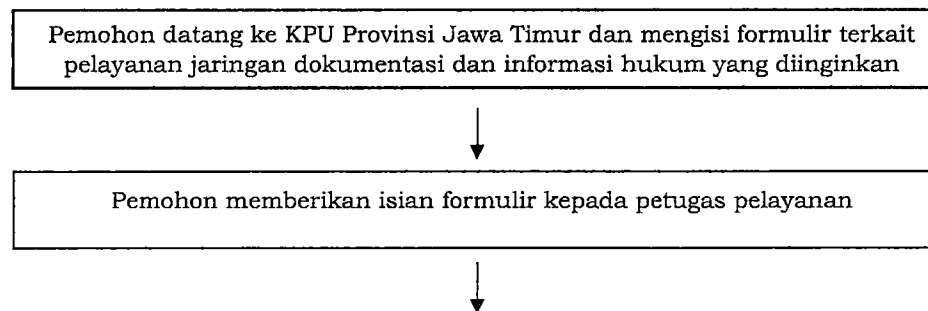 Pemohon datang ke KPU Provinsi Jawa Timur dan mengisi formulir terkait
pelayanan jaringan dokumentasi dan informasi hukum yang diinginkan
Pemohon memberikan isian formulir kepada petugas pelayanan